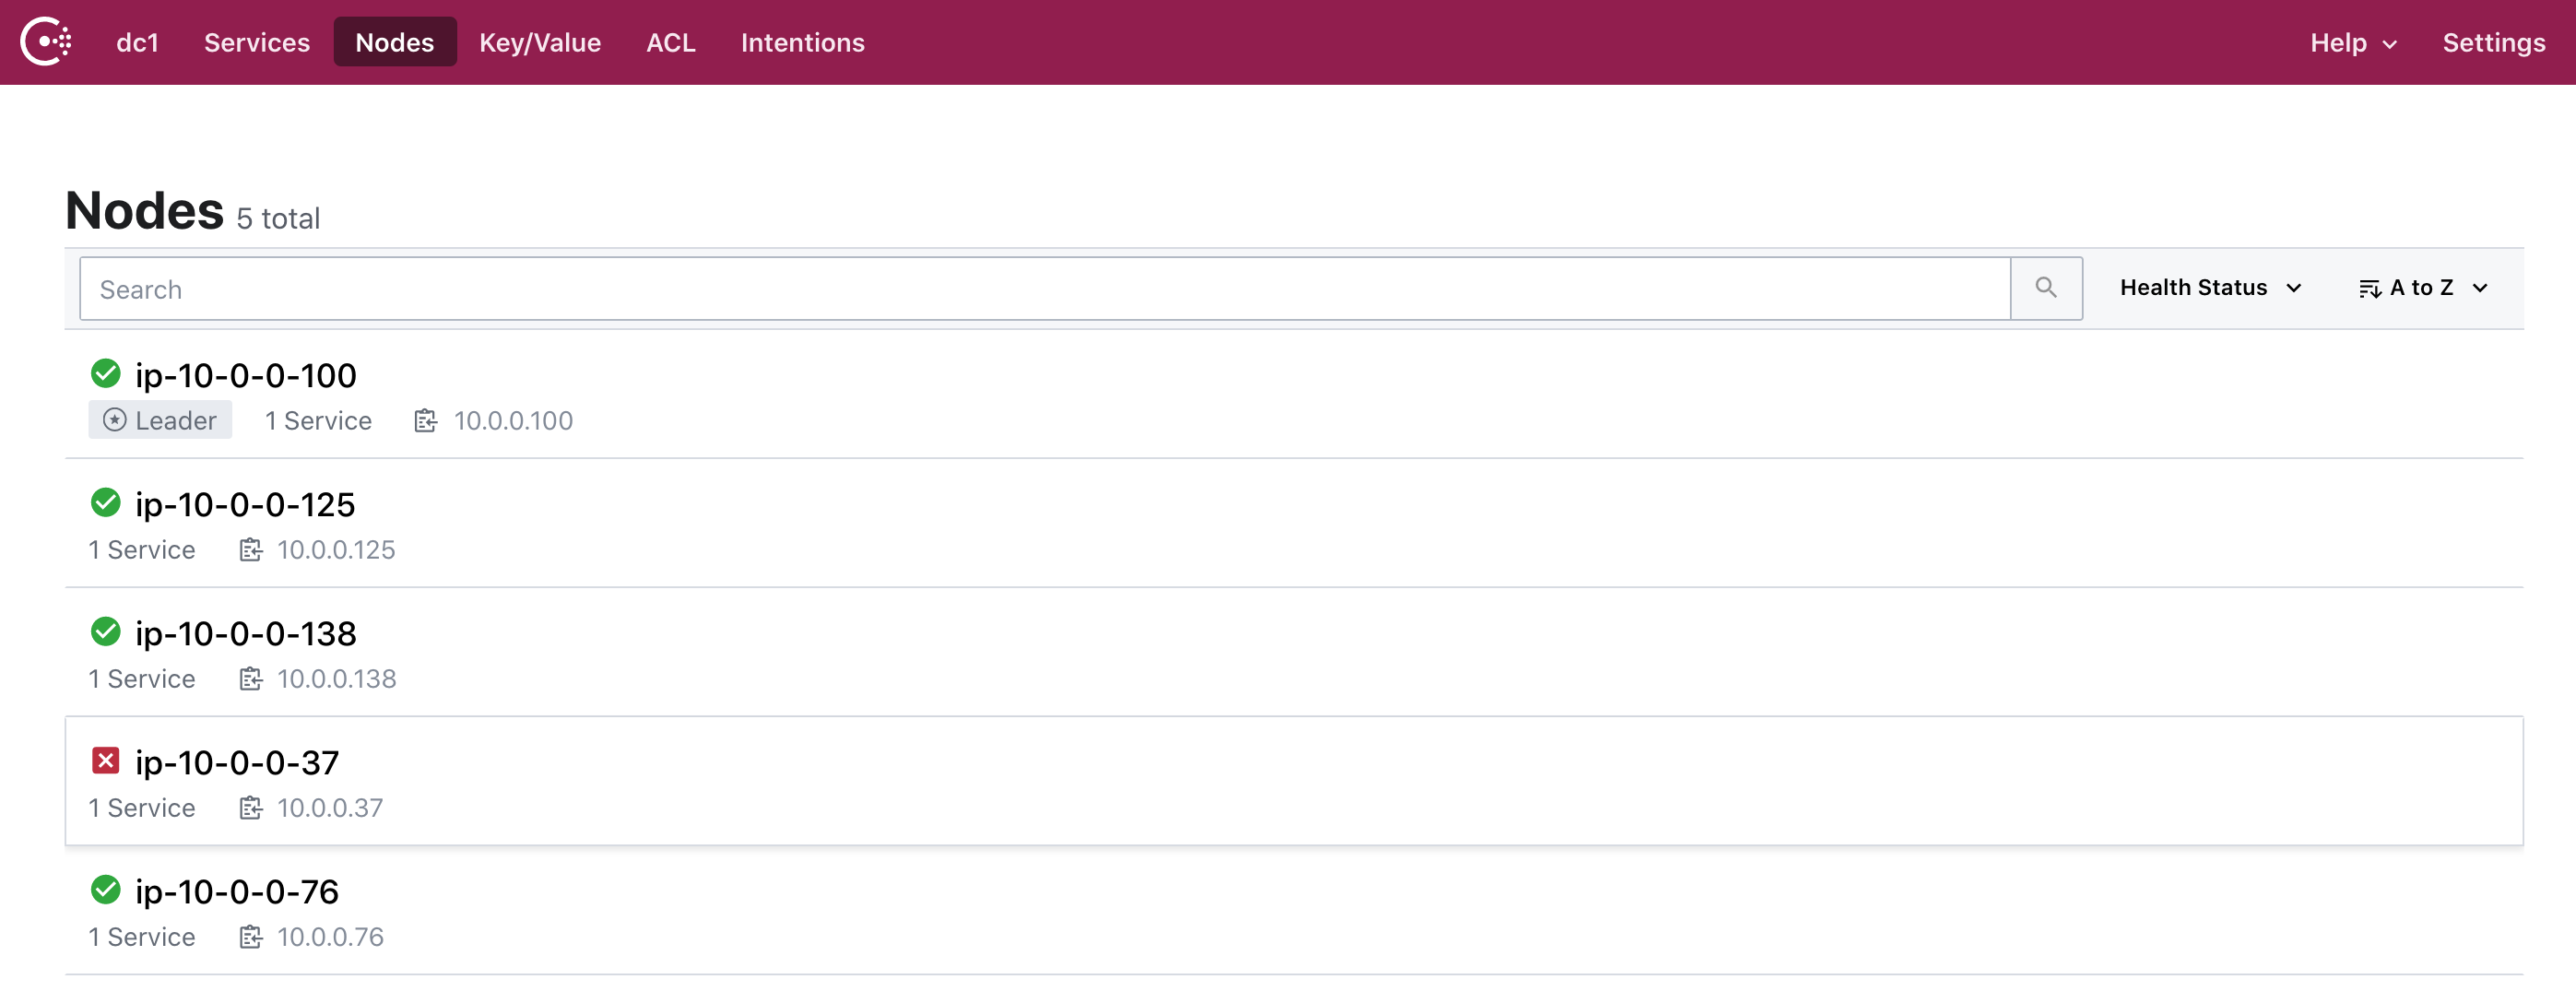 dc1 Services Nodes Key/Value ACL Intentions Help Settings
Nodes 5 total
Search Health Status A to Z
ip-10-0-0-100
Leader 1 Service 10.0.0.100
ip-10-0-0-125
1 Service 10.0.0.125
ip-10-0-0-138
1 Service 10.0.0.138
ip-10-0-0-37
1 Service 10.0.0.37
ip-10-0-0-76
1 Service 10.0.0.76